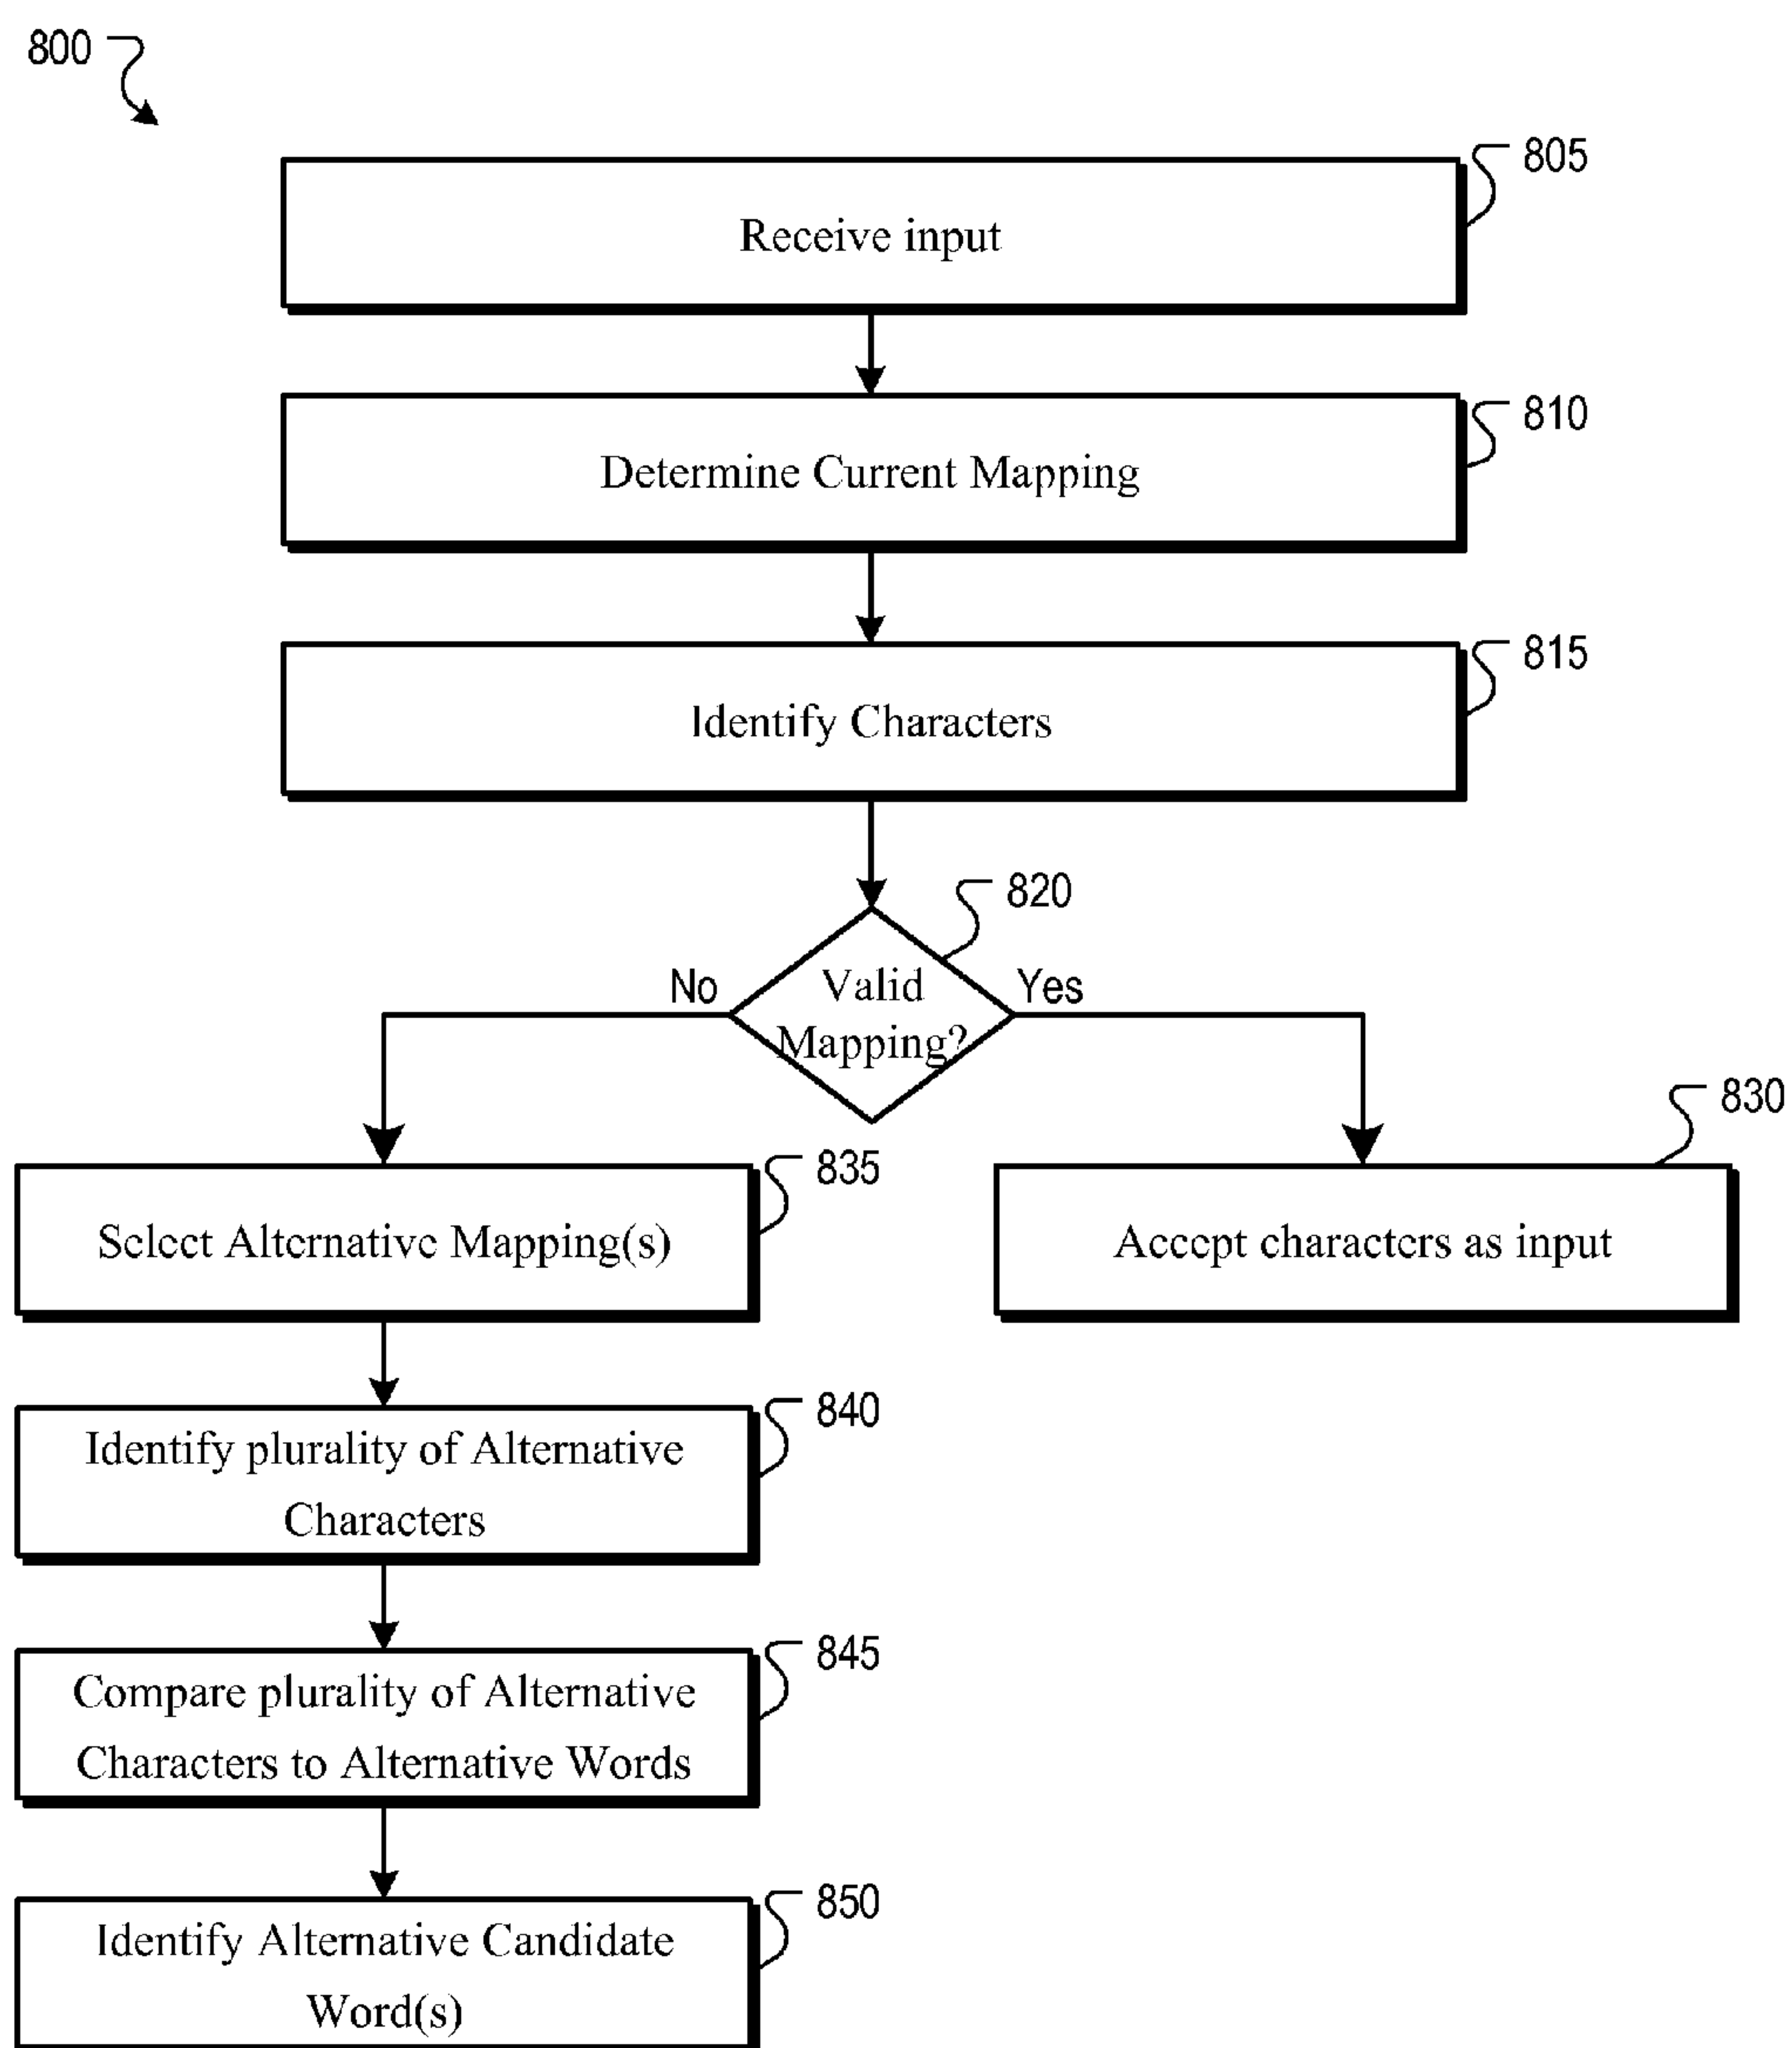 800
805
Receive input
810
Determine Current Mapping
815
Identify Characters
820
No
Valid
Yes
Mapping?
830
835
Select Alternative Mapping(s)
Accept characters as input
840
Identify plurality of Alternative
Characters
845
Compare plurality of Alternative
Characters to Alternative Words
850
Identify Alternative Candidate
Word(s)